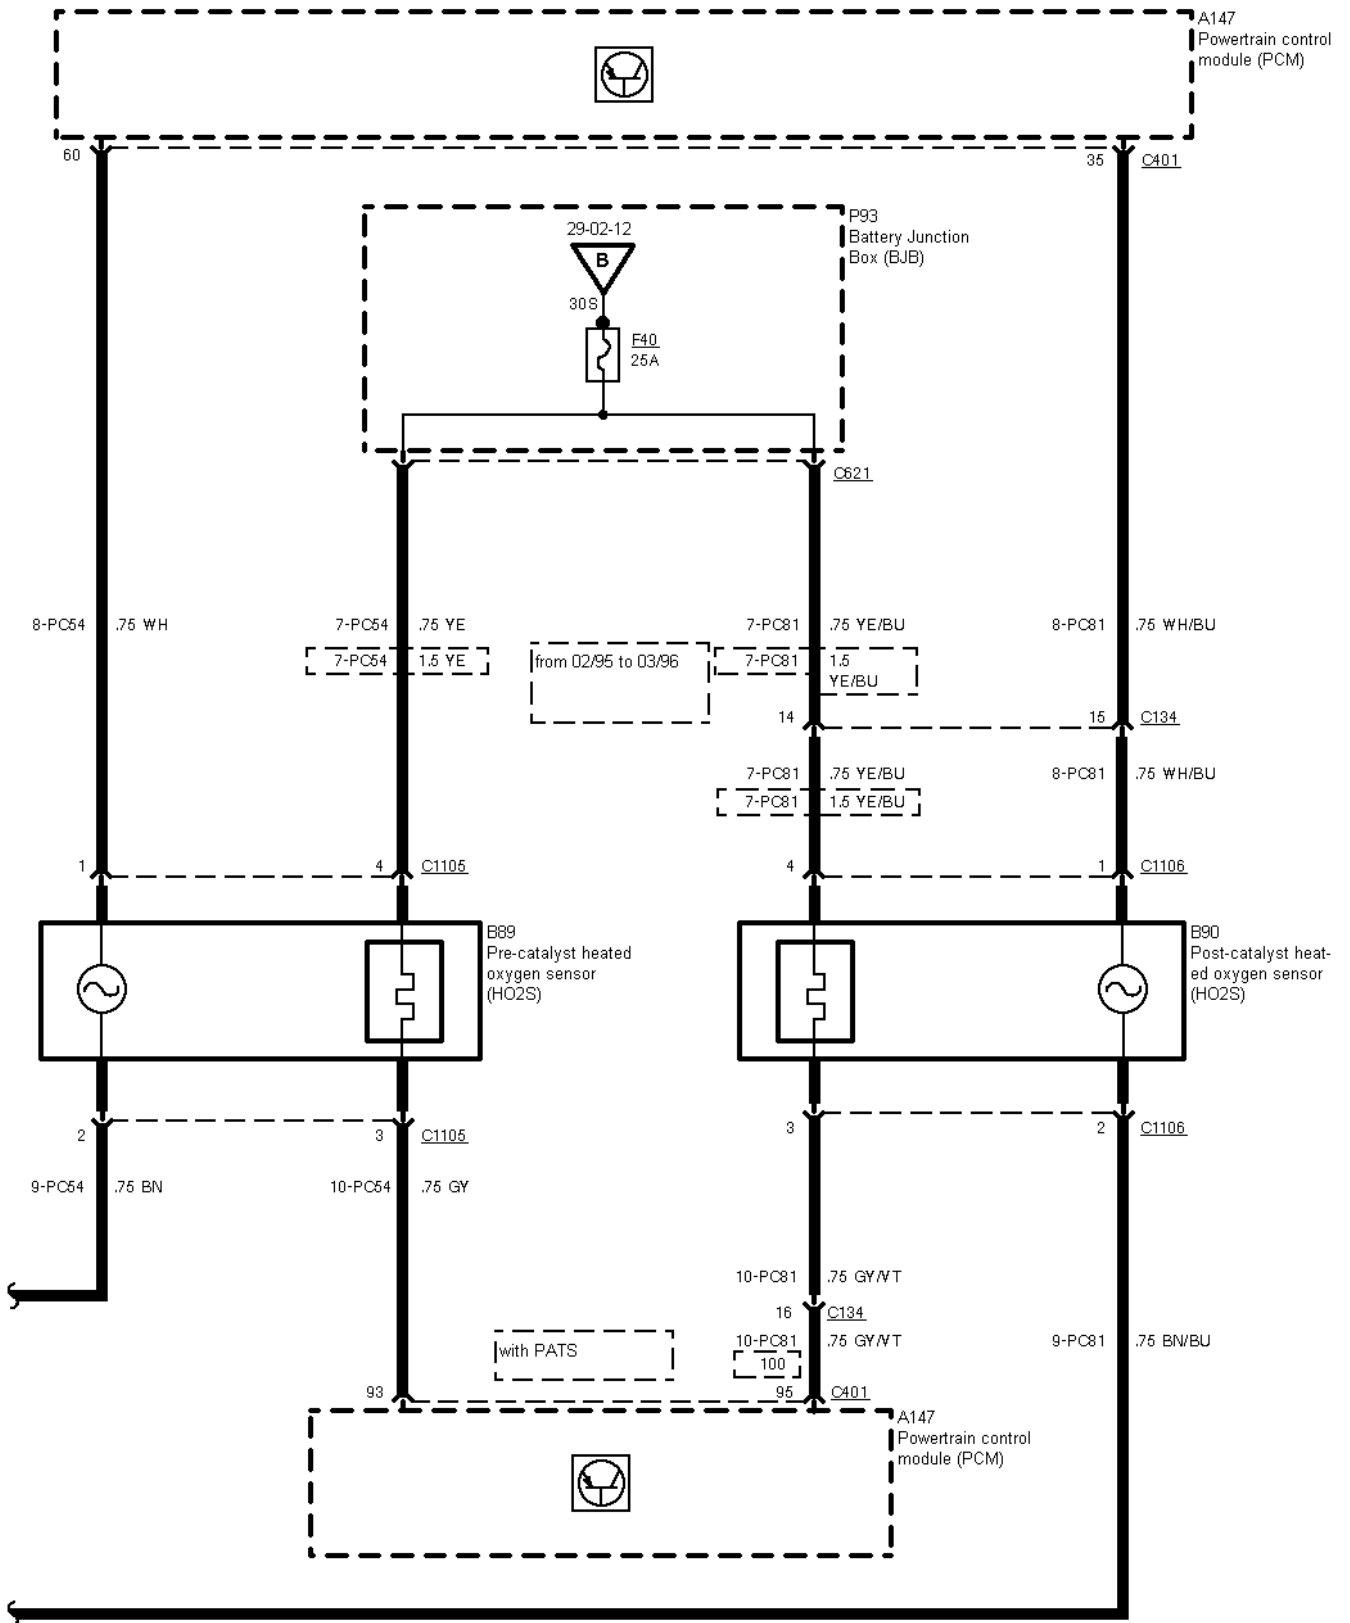 A147
Powertrain control
module (PCM)
60
35
C401
P93
Battery Junction
Box (BJB)
29-02-12
B
30S
F40
25A
C621
8-PC54
.75 WH
7-PC54
.75 YE
7-PC81
.75 YE/BU
8-PC81
.75 WH/BU
7-PC54
1.5 YE
from 02/95 to 03/96
7-PC81
1.5
YE/BU
14
15
C134
7-PC81
.75 YE/BU
8-PC81
.75 WH/BU
7-PC81
1.5 YE/BU
1
4
C1105
4
1
C1106
B89
Pre-catalyst heated
oxygen sensor
(HO2S)
B90
Post-catalyst heat-
ed oxygen sensor
(HO2S)
2
3
C1105
3
2
C1106
9-PC54
.75 BN
10-PC54
.75 GY
10-PC81
.75 GY/VT
16
C134
10-PC81
.75 GY/VT
9-PC81
.75 BN/BU
with PATS
100
93
95
C401
A147
Powertrain control
module (PCM)